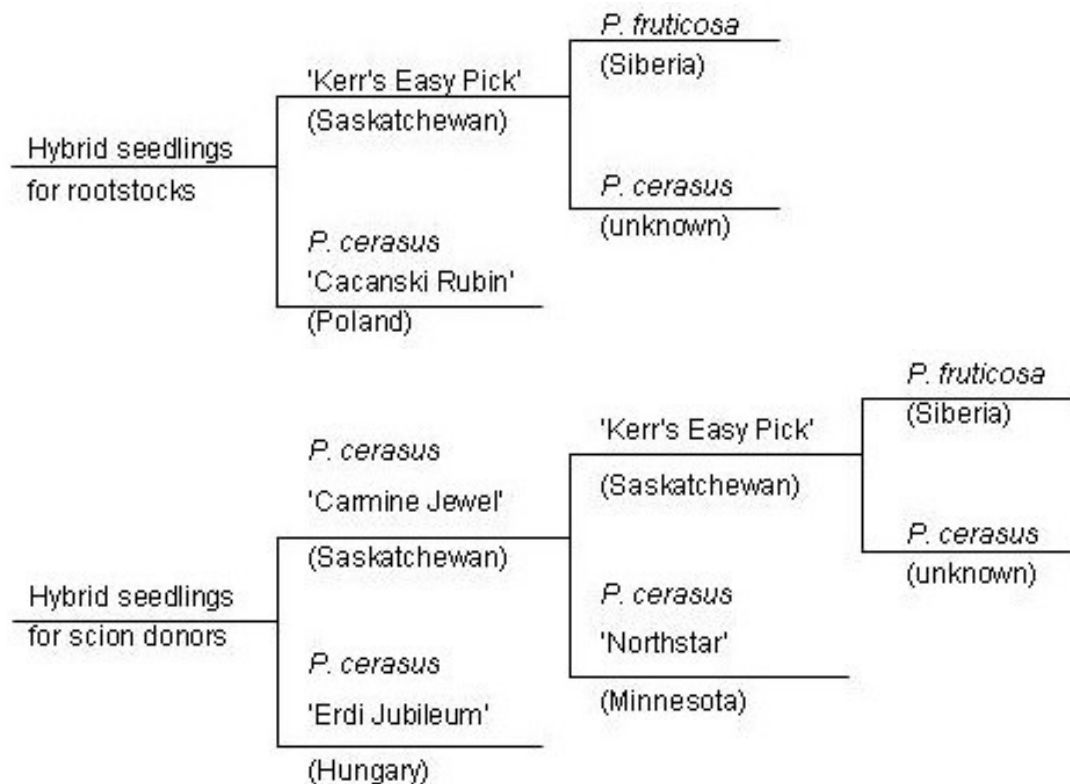 P. fruticosa
(Siberia)
'Kerr's Easy Pick'
(Saskatchewan)
Hybrid seedlings
for rootstocks
P. cerasus
(unknown)
P. cerasus
'Cacanski Rubin'
(Poland)
P. fruticosa
(Siberia)
'Kerr's Easy Pick'
(Saskatchewan)
P. cerasus
'Carmine Jewel'
(Saskatchewan)
P. cerasus
(unknown)
Hybrid seedlings
for scion donors
P. cerasus
'Northstar'
(Minnesota)
P. cerasus
'Erdi Jubileum'
(Hungary)